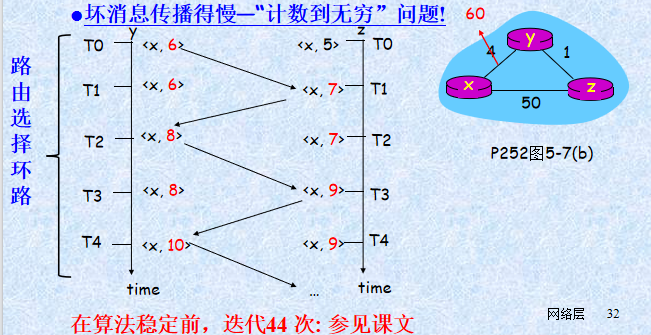 ●坏消息传播得慢—“计数到无穷”问题!
路由选择环路
y
z
T0 <x, 6> <x, 5> T0
T1 <x, 6> <x, 7> T1
T2 <x, 8> <x, 7> T2
T3 <x, 8> <x, 9> T3
T4 <x, 10> <x, 9> T4
time ... time
60
y
4 1
x z
50
P252图5-7(b)
在算法稳定前，迭代44 次: 参见课文
网络层 32